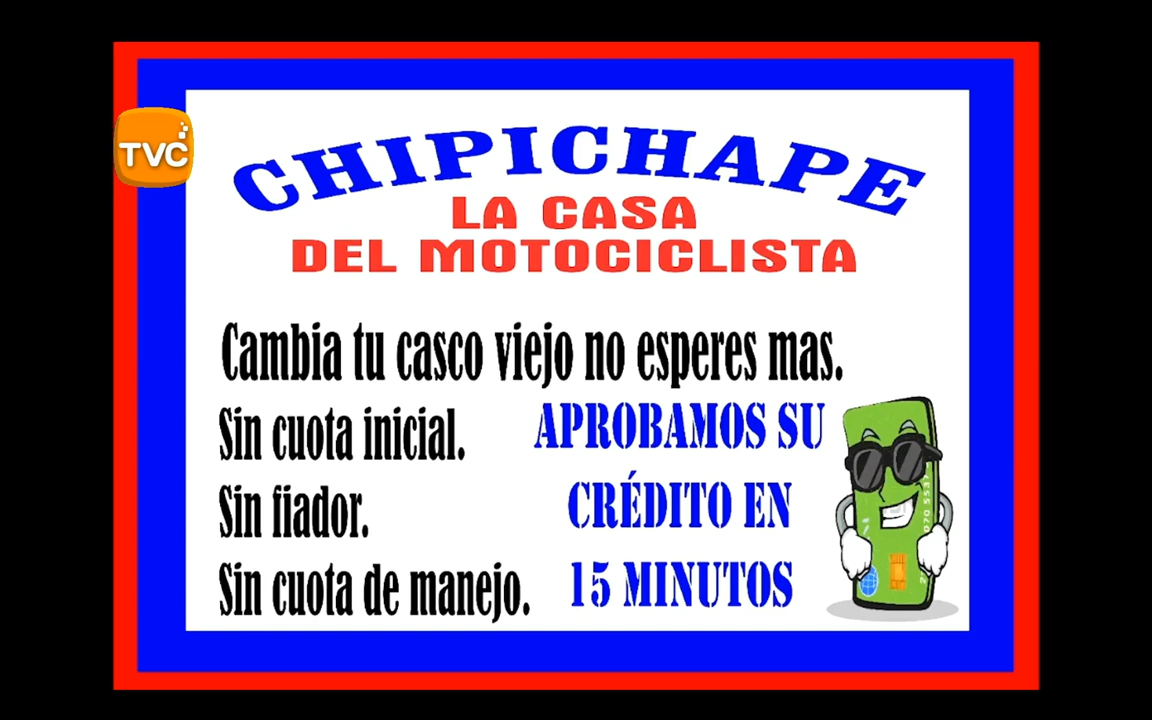 TVC
CHIPICHAPE
LA CASA
DEL MOTOCICLISTA
Cambia tu casco viejo no esperes mas.
Sin cuota inicial.
APROBAMOS SU
Sin fiador.
CRÉDITO EN
Sin cuota de manejo.
15 MINUTOS